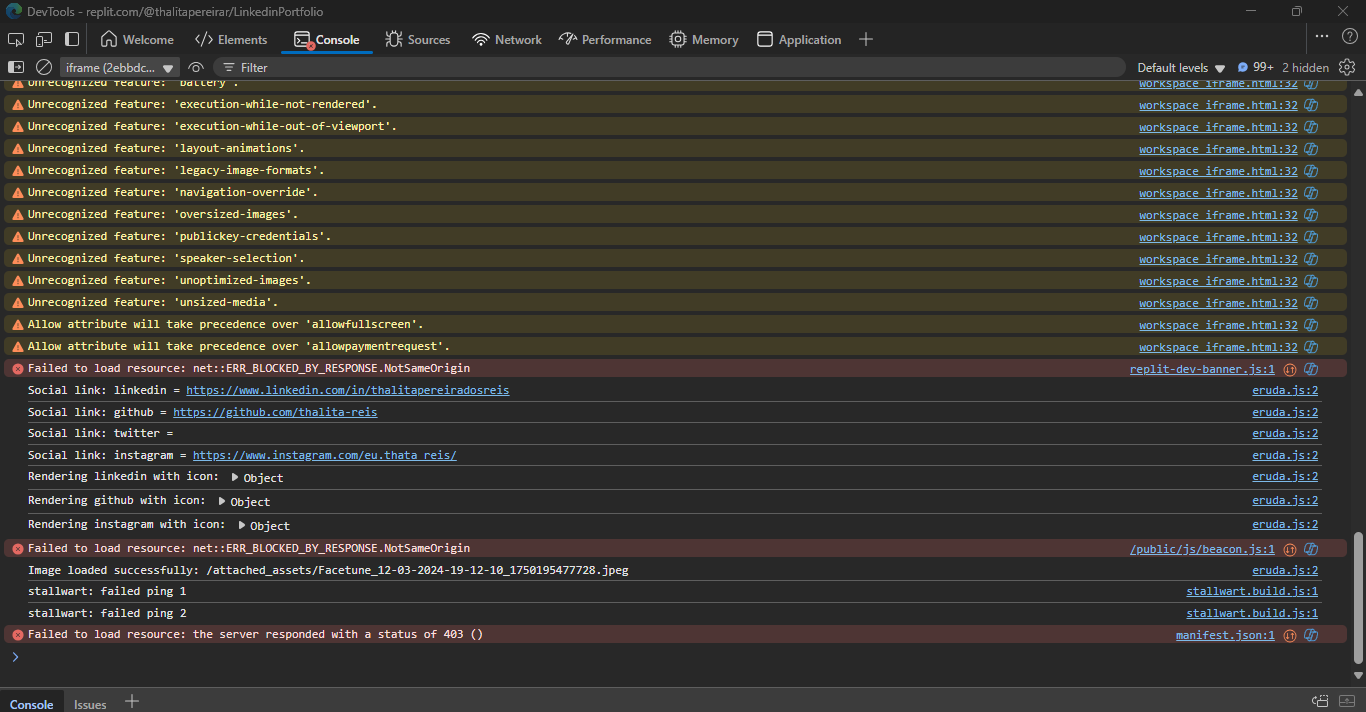 DevTools - replit.com/@thalitapereirar/LinkedinPortfolio
Welcome Elements Console Sources Network Performance Memory Application
iframe (2ebbdc... Filter Default levels 99+ 2 hidden
Unrecognized feature: 'battery'. workspace_iframe.html:32
Unrecognized feature: 'execution-while-not-rendered'. workspace_iframe.html:32
Unrecognized feature: 'execution-while-out-of-viewport'. workspace_iframe.html:32
Unrecognized feature: 'layout-animations'. workspace_iframe.html:32
Unrecognized feature: 'legacy-image-formats'. workspace_iframe.html:32
Unrecognized feature: 'navigation-override'. workspace_iframe.html:32
Unrecognized feature: 'oversized-images'. workspace_iframe.html:32
Unrecognized feature: 'publickey-credentials'. workspace_iframe.html:32
Unrecognized feature: 'speaker-selection'. workspace_iframe.html:32
Unrecognized feature: 'unoptimized-images'. workspace_iframe.html:32
Unrecognized feature: 'unsized-media'. workspace_iframe.html:32
Allow attribute will take precedence over 'allowfullscreen'. workspace_iframe.html:32
Allow attribute will take precedence over 'allowpaymentrequest'. workspace_iframe.html:32
Failed to load resource: net::ERR_BLOCKED_BY_RESPONSE.NotSameOrigin replit-dev-banner.js:1
Social link: linkedin = https://www.linkedin.com/in/thalitapereiradosreis eruda.js:2
Social link: github = https://github.com/thalita-reis eruda.js:2
Social link: twitter = eruda.js:2
Social link: instagram = https://www.instagram.com/eu.thata_reis/ eruda.js:2
Rendering linkedin with icon: Object eruda.js:2
Rendering github with icon: Object eruda.js:2
Rendering instagram with icon: Object eruda.js:2
Failed to load resource: net::ERR_BLOCKED_BY_RESPONSE.NotSameOrigin /public/js/beacon.js:1
Image loaded successfully: /attached_assets/Facetune_12-03-2024-19-12-10_1750195477728.jpeg eruda.js:2
stallwart: failed ping 1 stallwart.build.js:1
stallwart: failed ping 2 stallwart.build.js:1
Failed to load resource: the server responded with a status of 403 () manifest.json:1
Console Issues